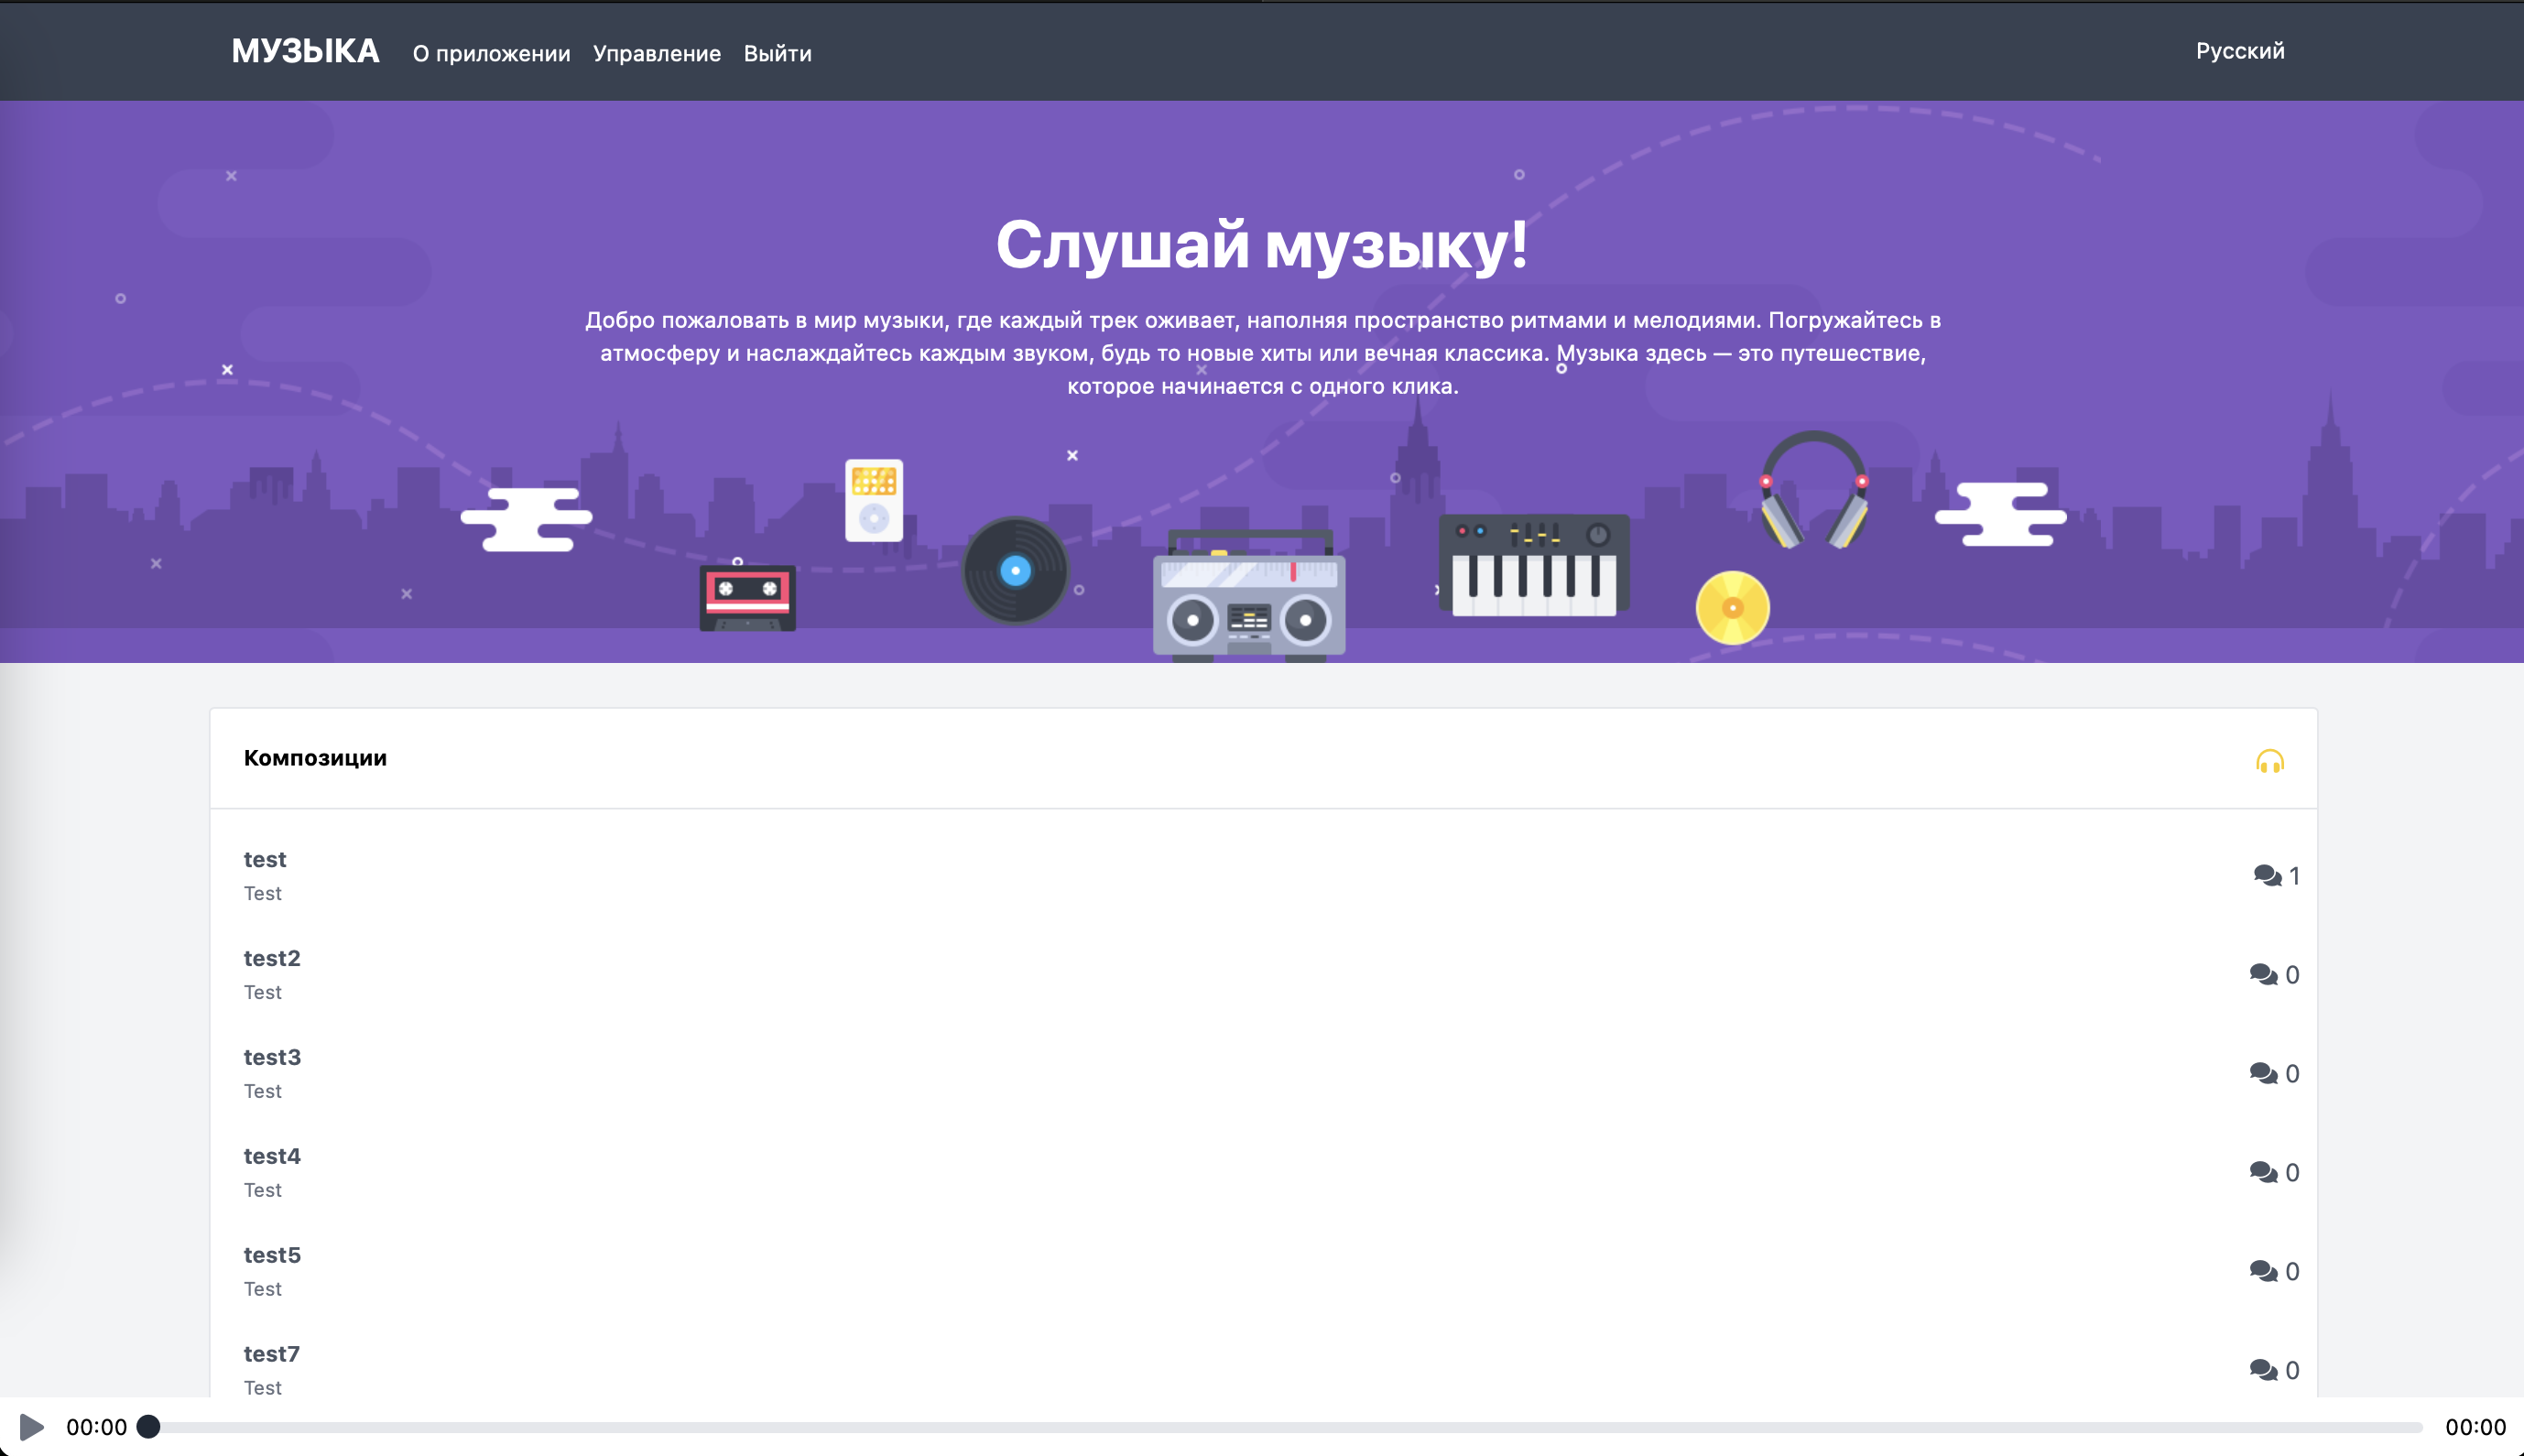 МУЗЫКА О приложении Управление Выйти Русский
Слушай музыку!
Добро пожаловать в мир музыки, где каждый трек оживает, наполняя пространство ритмами и мелодиями. Погружайтесь в
атмосферу и наслаждайтесь каждым звуком, будь то новые хиты или вечная классика. Музыка здесь — это путешествие,
которое начинается с одного клика.
Композиции
test
Test
1
test2
Test
0
test3
Test
0
test4
Test
0
test5
Test
0
test7
Test
0
00:00 00:00